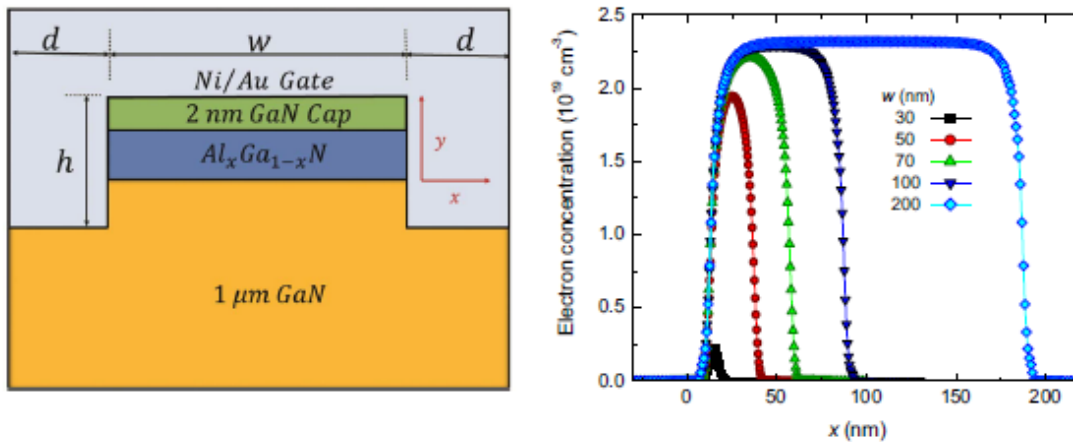 d w d
Ni/Au Gate
2 nm GaN Cap
h
y
AlₓGa₁₋ₓN
x
1 μm GaN
Electron concentration (10¹⁹ cm⁻³)
2.5
2.0
1.5
1.0
0.5
0.0
w (nm)
30
50
70
100
200
0 50 100 150 200
x (nm)